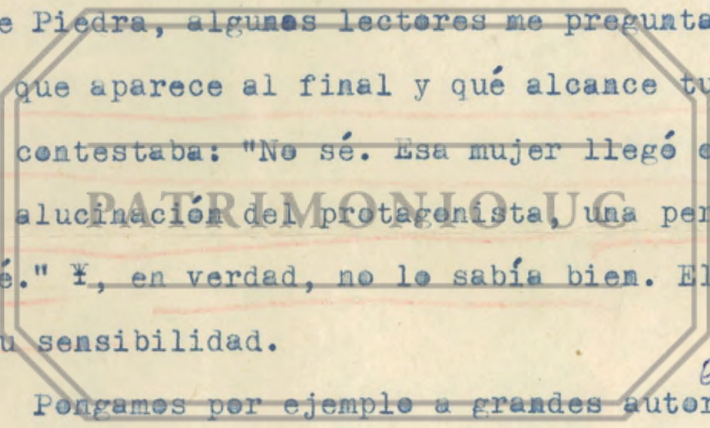 e Piedra, algunos lectores me pregunta
que aparece al final y qué alcance tu
contestaba: "No sé. Esa mujer llegó
alucinación del protagonista, una per
PATRIMONIO UC
é." Y, en verdad, no lo sabía bien. El
u sensibilidad.
Pongamos por ejemplo a grandes autor